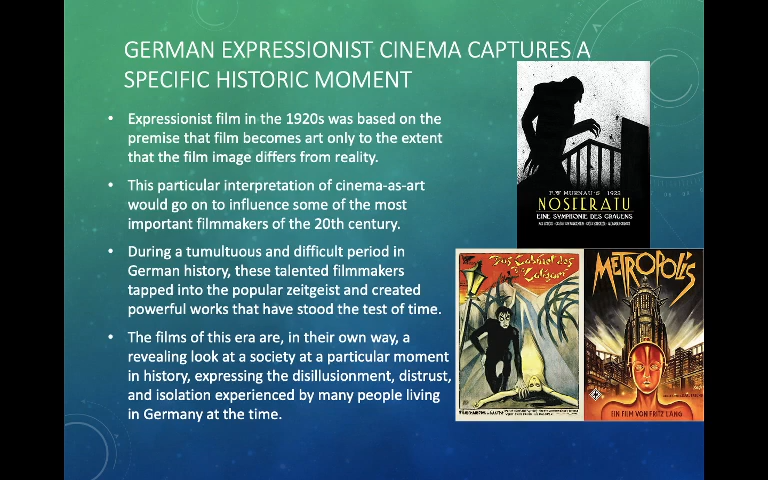 GERMAN EXPRESSIONIST CINEMA CAPTURES A
SPECIFIC HISTORIC MOMENT
• Expressionist film in the 1920s was based on the
premise that film becomes art only to the extent
that the film image differs from reality.
• This particular interpretation of cinema-as-art
would go on to influence some of the most
important filmmakers of the 20th century.
• During a tumultuous and difficult period in
German history, these talented filmmakers
tapped into the popular zeitgeist and created
powerful works that have stood the test of time.
• The films of this era are, in their own way, a
revealing look at a society at a particular moment
in history, expressing the disillusionment, distrust,
and isolation experienced by many people living
in Germany at the time.
F.W MURNAU'S 1922
NOSFERATU
EINE SYMPHONIE DES GRAUENS
Das Cabinet des
Dr. Caligari
METROPOLIS
EIN FILM VON FRITZ LANG